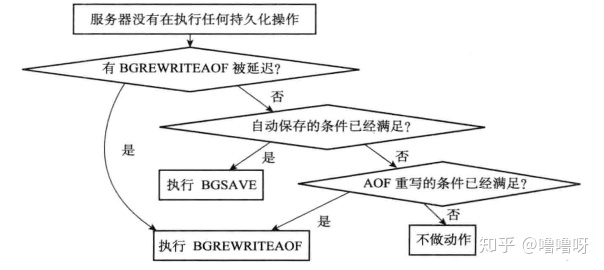 服务器没有在执行任何持久化操作
有 BGREWRITEAOF 被延迟?
否
自动保存的条件已经满足?
是
是
否
执行 BGSAVE
AOF 重写的条件已经满足?
是
否
执行 BGREWRITEAOF
不做动作
知乎 @噜噜呀